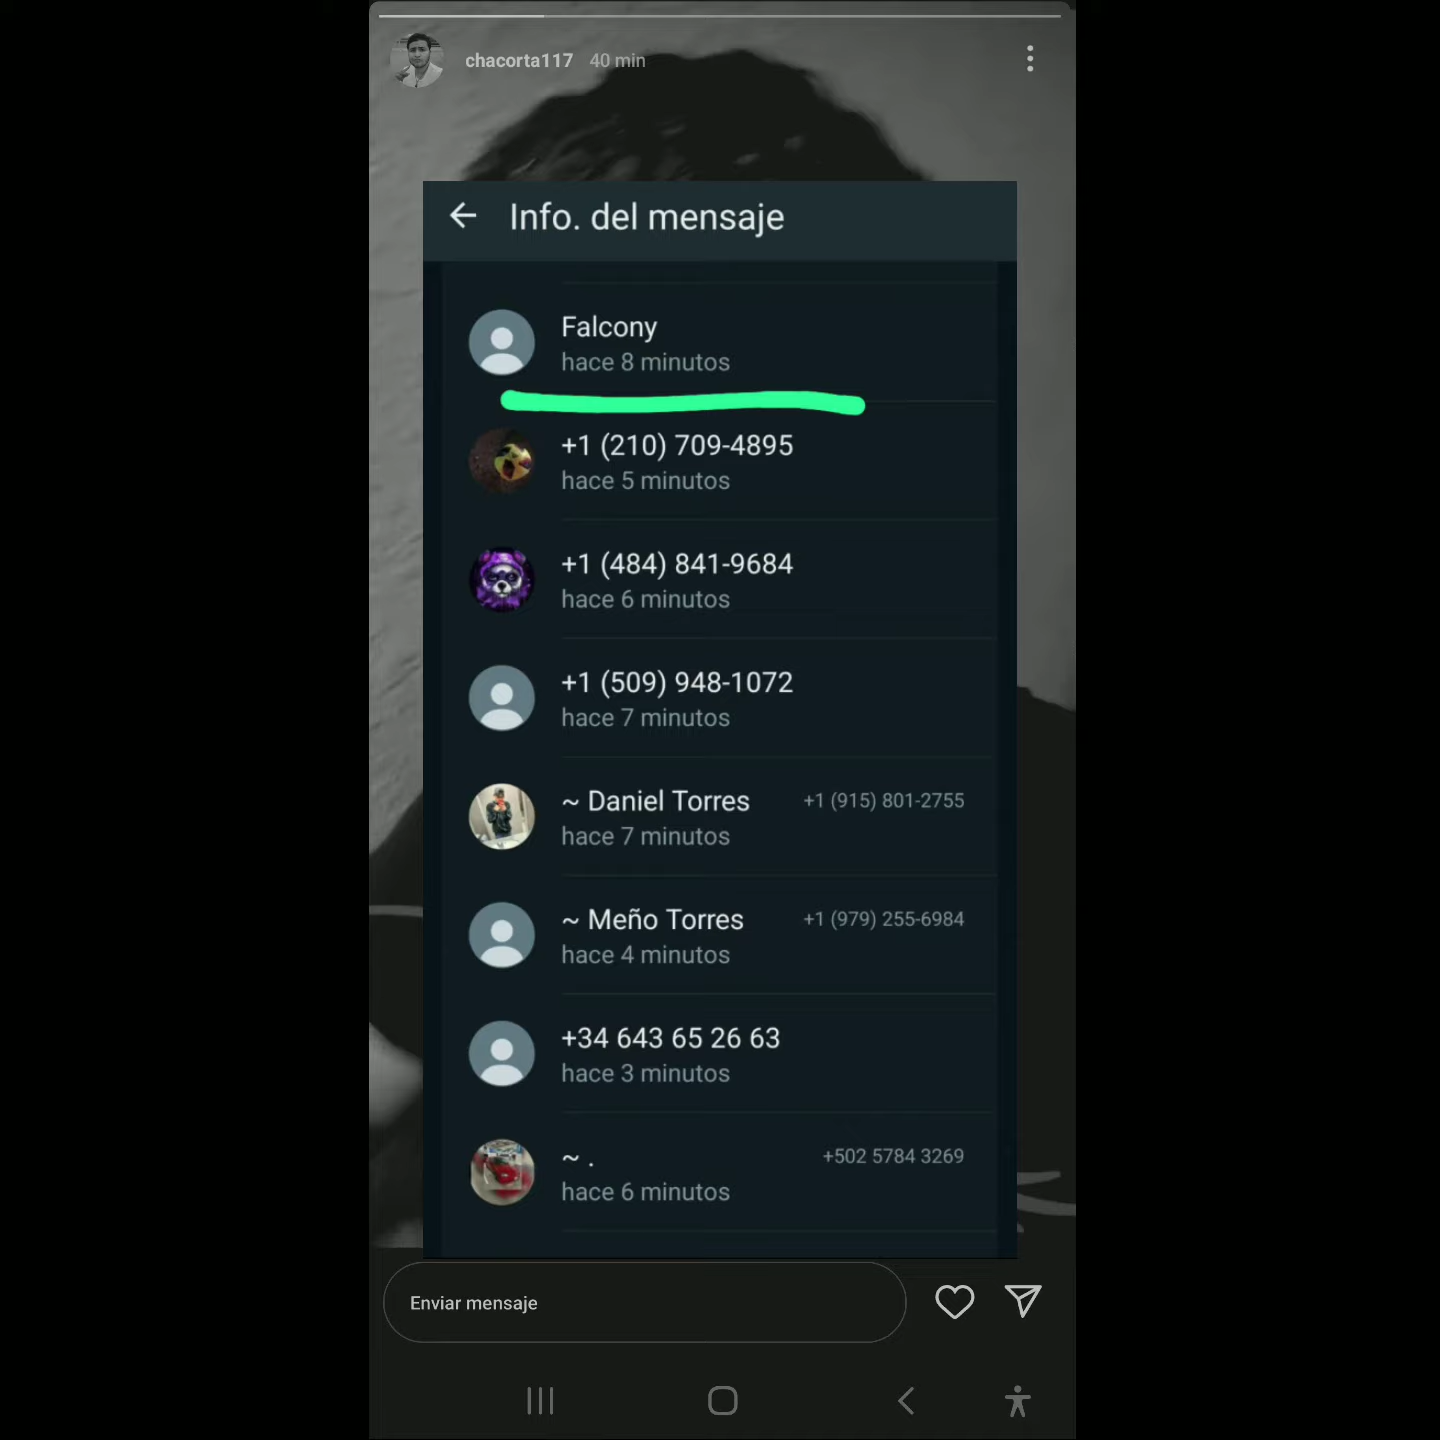 chacorta117 40 min
Info. del mensaje
Falcony
hace 8 minutos
+1 (210) 709-4895
hace 5 minutos
+1 (484) 841-9684
hace 6 minutos
+1 (509) 948-1072
hace 7 minutos
~ Daniel Torres +1 (915) 801-2755
hace 7 minutos
~ Meño Torres +1 (979) 255-6984
hace 4 minutos
+34 643 65 26 63
hace 3 minutos
~ . +502 5784 3269
hace 6 minutos
Enviar mensaje